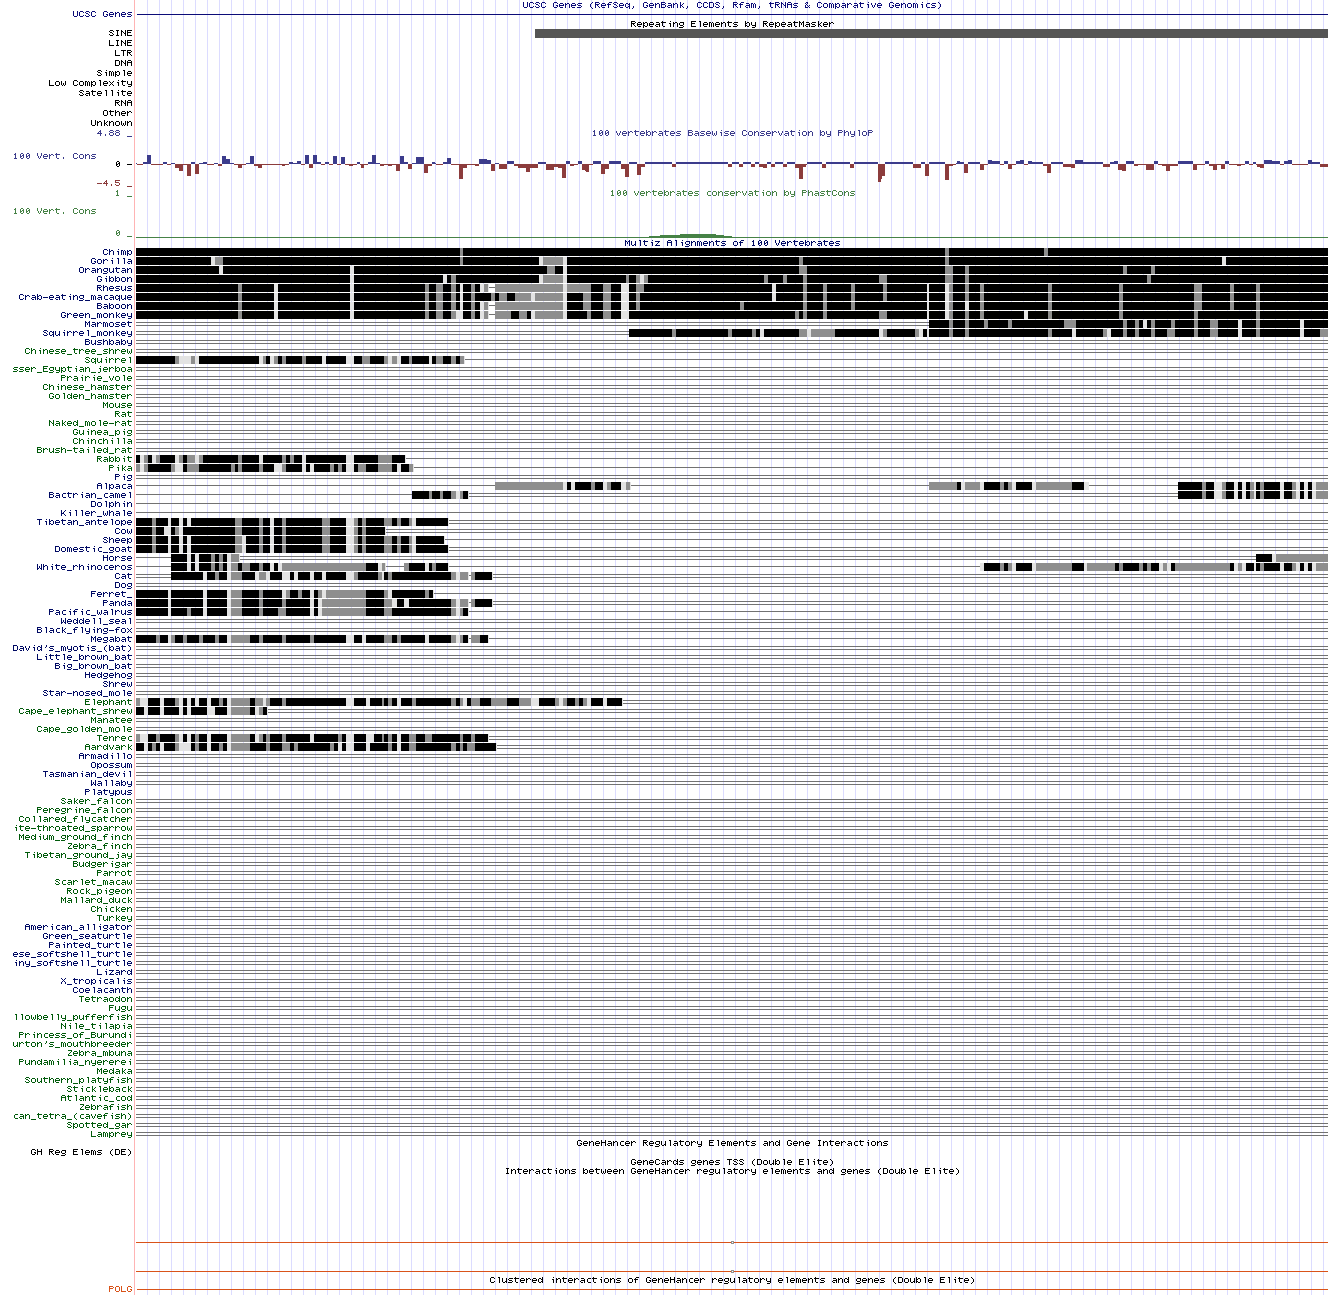 UCSC Genes (RefSeq, GenBank, CCDS, Rfam, tRNAs & Comparative Genomics)
UCSC Genes
Repeating Elements by RepeatMasker
SINE
LINE
LTR
DNA
Simple
Low Complexity
Satellite
RNA
Other
Unknown
4.88 _
100 vertebrates Basewise Conservation by PhyloP
100 Vert. Cons
0 _
-4.5 _
100 vertebrates conservation by PhastCons
1 _
100 Vert. Cons
0 _
Multiz Alignments of 100 Vertebrates
Chimp
Gorilla
Orangutan
Gibbon
Rhesus
Crab-eating_macaque
Baboon
Green_monkey
Marmoset
Squirrel_monkey
Bushbaby
Chinese_tree_shrew
Squirrel
sser_Egyptian_jerboa
Prairie_vole
Chinese_hamster
Golden_hamster
Mouse
Rat
Naked_mole-rat
Guinea_pig
Chinchilla
Brush-tailed_rat
Rabbit
Pika
Pig
Alpaca
Bactrian_camel
Dolphin
Killer_whale
Tibetan_antelope
Cow
Sheep
Domestic_goat
Horse
White_rhinoceros
Cat
Dog
Ferret_
Panda
Pacific_walrus
Weddell_seal
Black_flying-fox
Megabat
David's_myotis_(bat)
Little_brown_bat
Big_brown_bat
Hedgehog
Shrew
Star-nosed_mole
Elephant
Cape_elephant_shrew
Manatee
Cape_golden_mole
Tenrec
Aardvark
Armadillo
Opossum
Tasmanian_devil
Wallaby
Platypus
Saker_falcon
Peregrine_falcon
Collared_flycatcher
ite-throated_sparrow
Medium_ground_finch
Zebra_finch
Tibetan_ground_jay
Budgerigar
Parrot
Scarlet_macaw
Rock_pigeon
Mallard_duck
Chicken
Turkey
American_alligator
Green_seaturtle
Painted_turtle
ese_softshell_turtle
iny_softshell_turtle
Lizard
X_tropicalis
Coelacanth
Tetraodon
Fugu
llowbelly_pufferfish
Nile_tilapia
Princess_of_Burundi
urton's_mouthbreeder
Zebra_mbuna
Pundamilia_nyererei
Medaka
Southern_platyfish
Stickleback
Atlantic_cod
Zebrafish
can_tetra_(cavefish)
Spotted_gar
Lamprey
GeneHancer Regulatory Elements and Gene Interactions
GH Reg Elems (DE)
GeneCards genes TSS (Double Elite)
Interactions between GeneHancer regulatory elements and genes (Double Elite)
Clustered interactions of GeneHancer regulatory elements and genes (Double Elite)
POLG